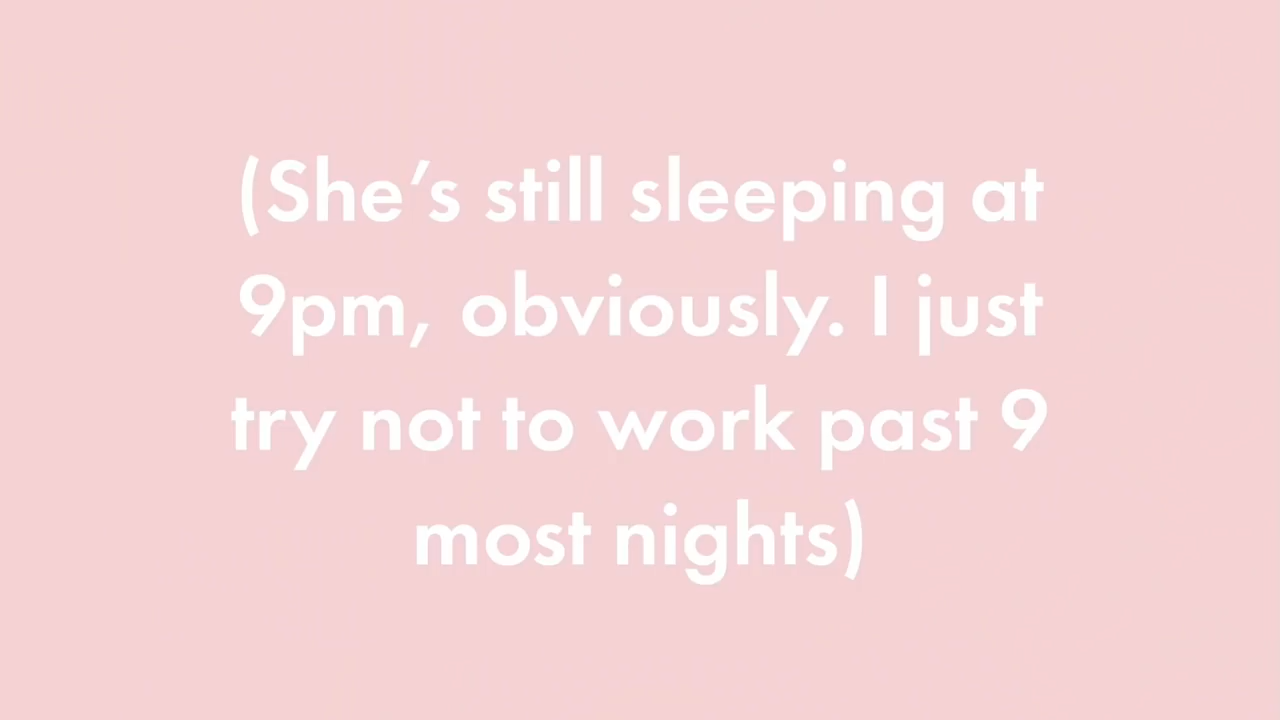 (She’s still sleeping at
9pm, obviously. I just
try not to work past 9
most nights)